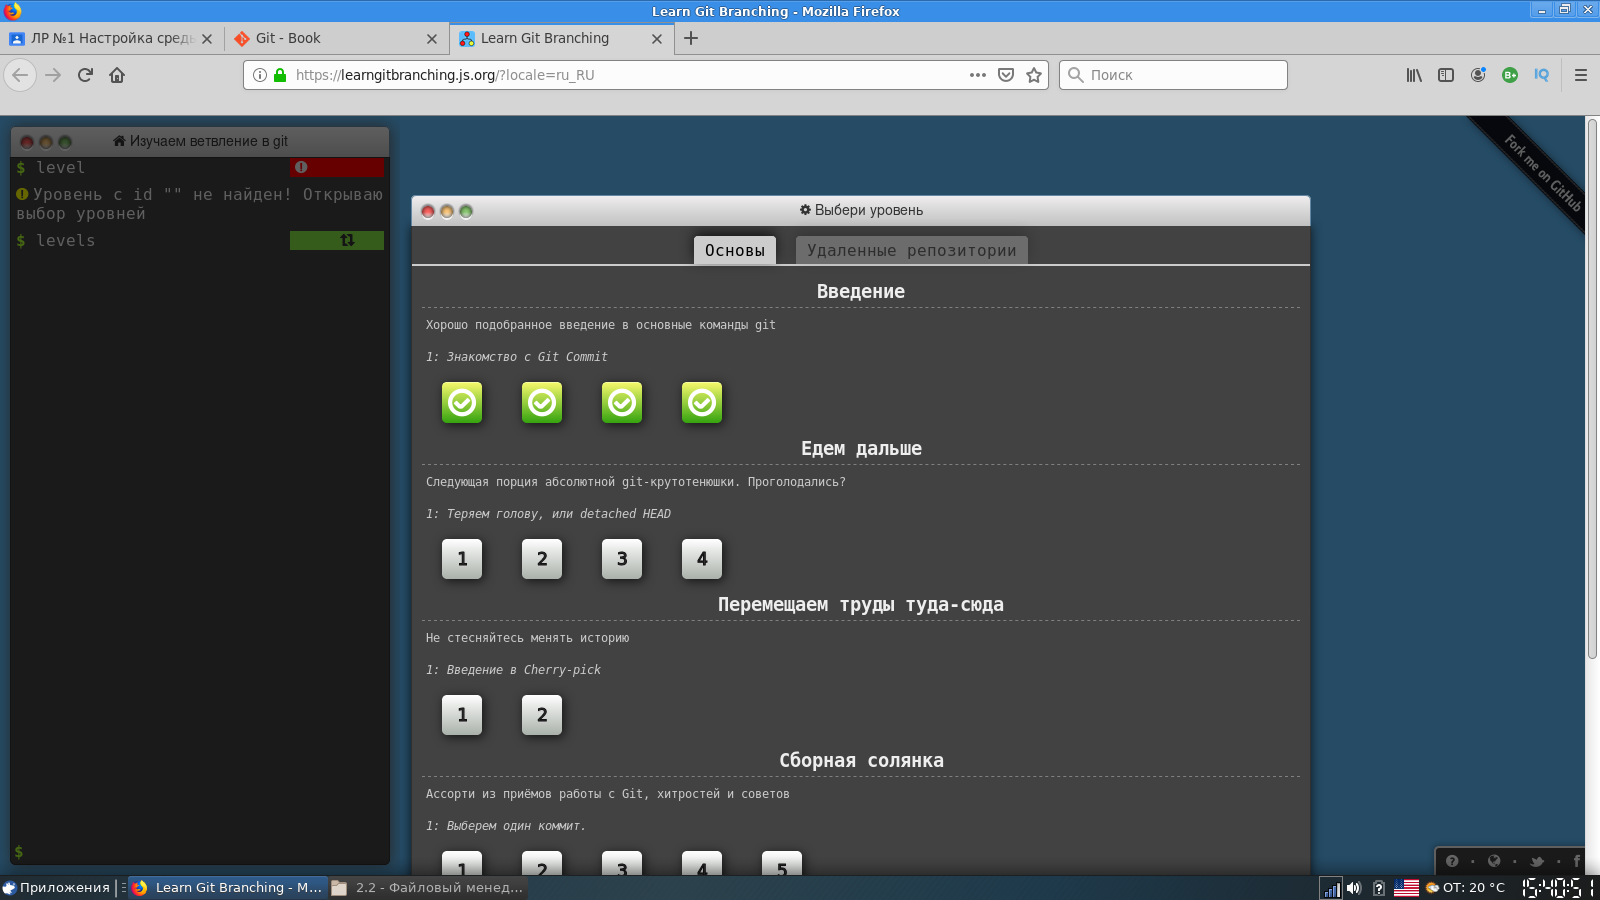 Learn Git Branching - Mozilla Firefox
ЛР №1 Настройка сред
Git - Book
Learn Git Branching
https://learngitbranching.js.org/?locale=ru_RU
Поиск
B+
IQ
Изучаем ветвление в git
$ level
Уровень с id "" не найден! Открываю
выбор уровней
$ levels
$
Fork me on GitHub
Выбери уровень
Основы
Удаленные репозитории
Введение
Хорошо подобранное введение в основные команды git
1: Знакомство с Git Commit
Едем дальше
Следующая порция абсолютной git-крутотенюшки. Проголодались?
1: Теряем голову, или detached HEAD
1 2 3 4
Перемещаем труды туда-сюда
Не стесняйтесь менять историю
1: Введение в Cherry-pick
1 2
Сборная солянка
Ассорти из приёмов работы с Git, хитростей и советов
1: Выберем один коммит.
1 2 3 4 5
Приложения
Learn Git Branching - M...
2.2 - Файловый менед...
ОТ: 20 °C
15:40:51